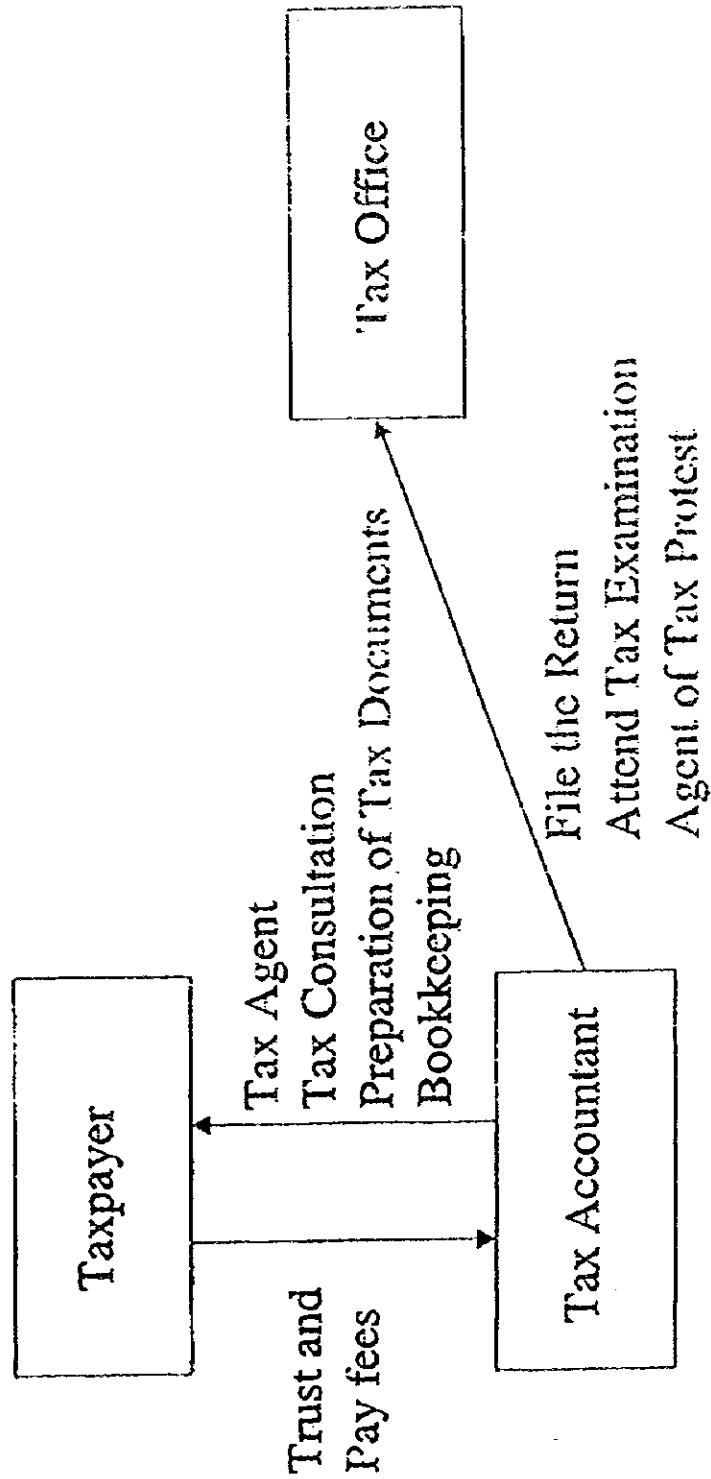 Taxpayer
Trust and
Pay fees
Tax Agent
Tax Consultation
Preparation of Tax Documents
Bookkeeping
Tax Accountant
File the Return
Attend Tax Examination
Agent of Tax Protest
Tax Office